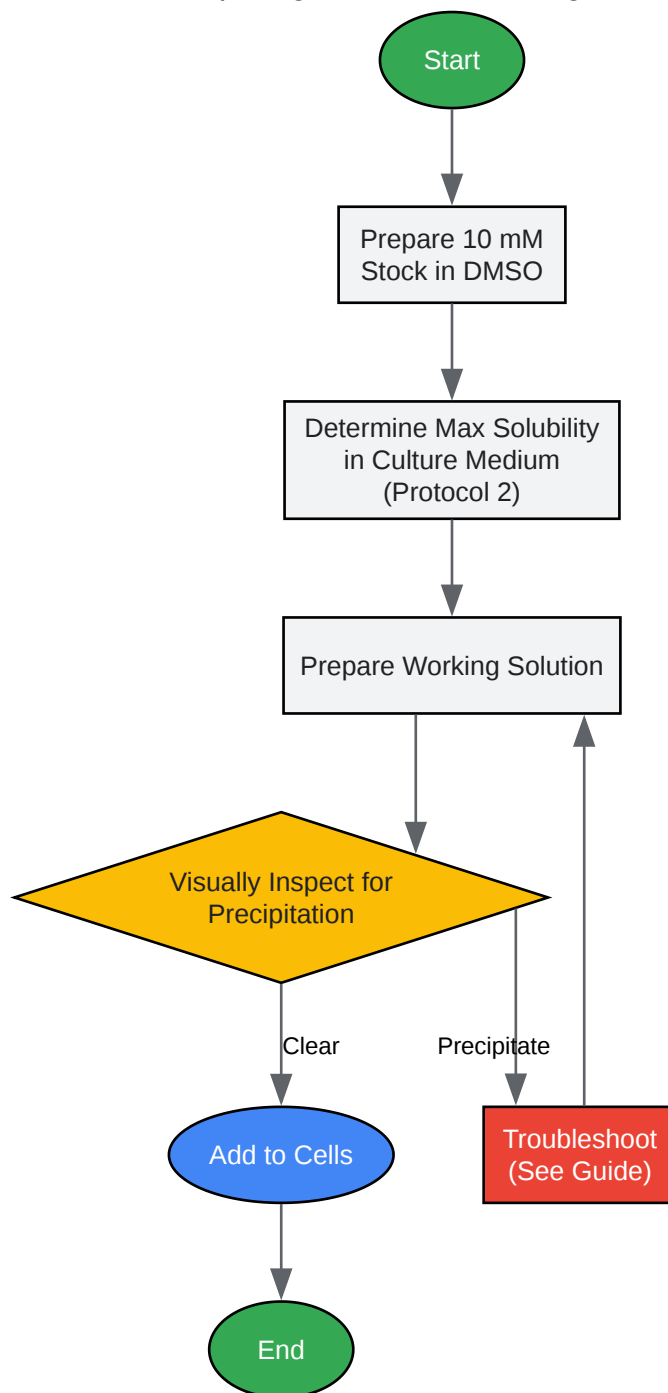 Start
Prepare 10 mM
Stock in DMSO
Determine Max Solubility
in Culture Medium
(Protocol 2)
Prepare Working Solution
Visually Inspect for
Precipitation
Clear
Precipitate
Add to Cells
Troubleshoot
(See Guide)
End